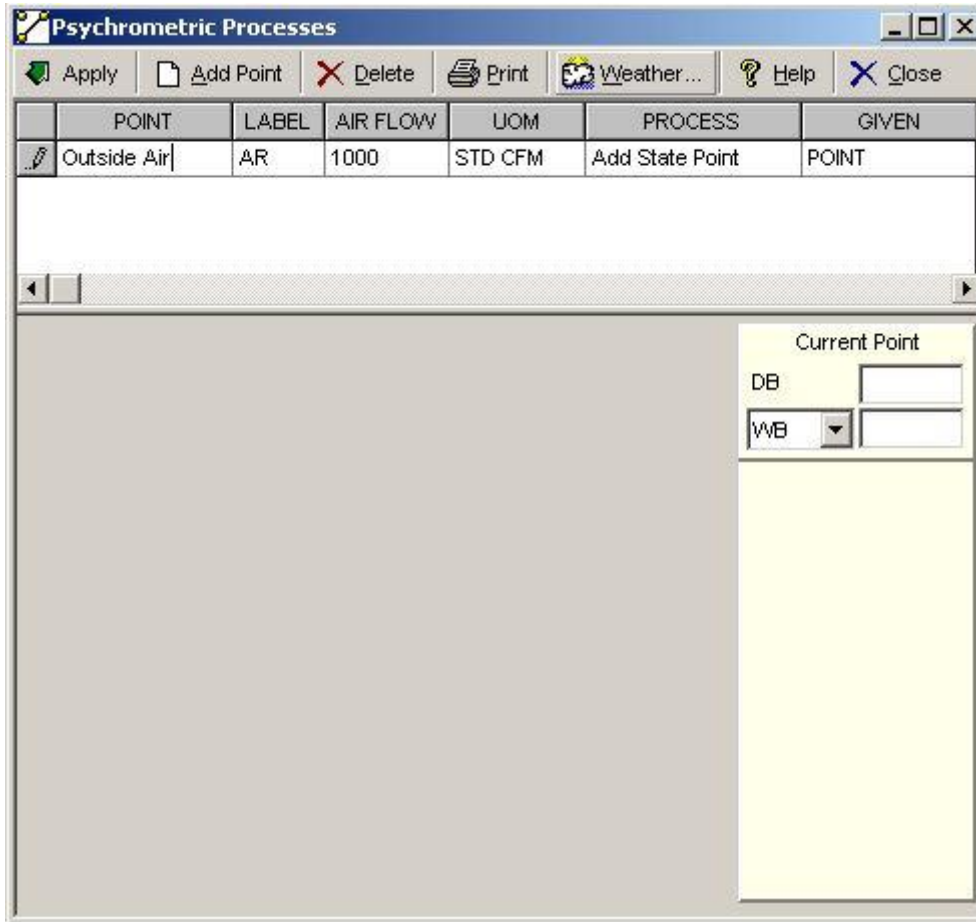 Psychrometric Processes
Apply Add Point Delete Print Weather... Help Close
POINT LABEL AIR FLOW UOM PROCESS GIVEN
Outside Air AR 1000 STD CFM Add State Point POINT
Current Point
DB
WB